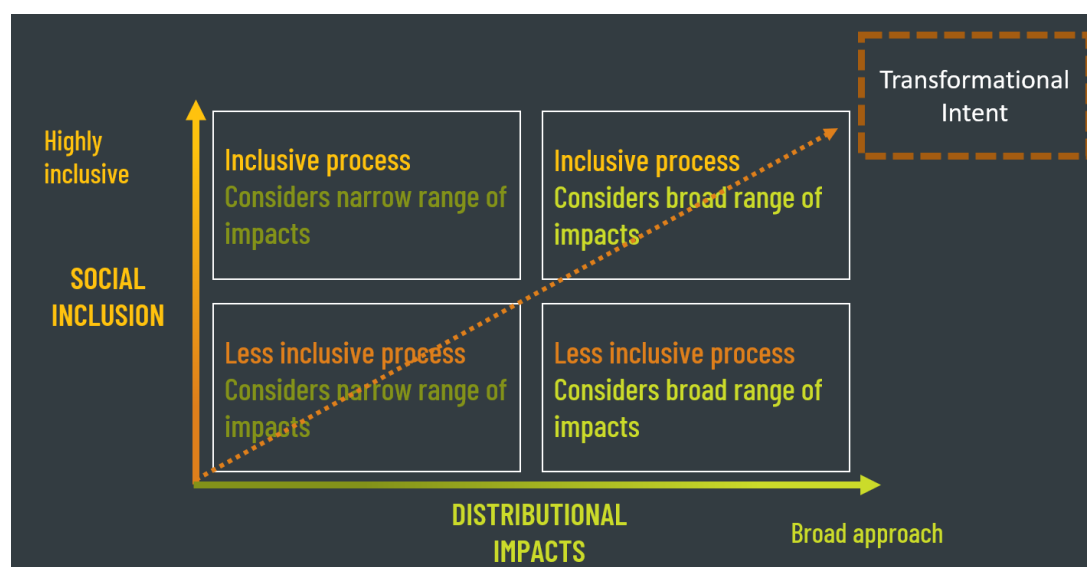 Transformational
Intent
Highly
inclusive
Inclusive process
Considers narrow range of
impacts
Inclusive process
Considers broad range of
impacts
SOCIAL
INCLUSION
Less inclusive process
Considers narrow range of
impacts
Less inclusive process
Considers broad range of
impacts
DISTRIBUTIONAL
IMPACTS
Broad approach